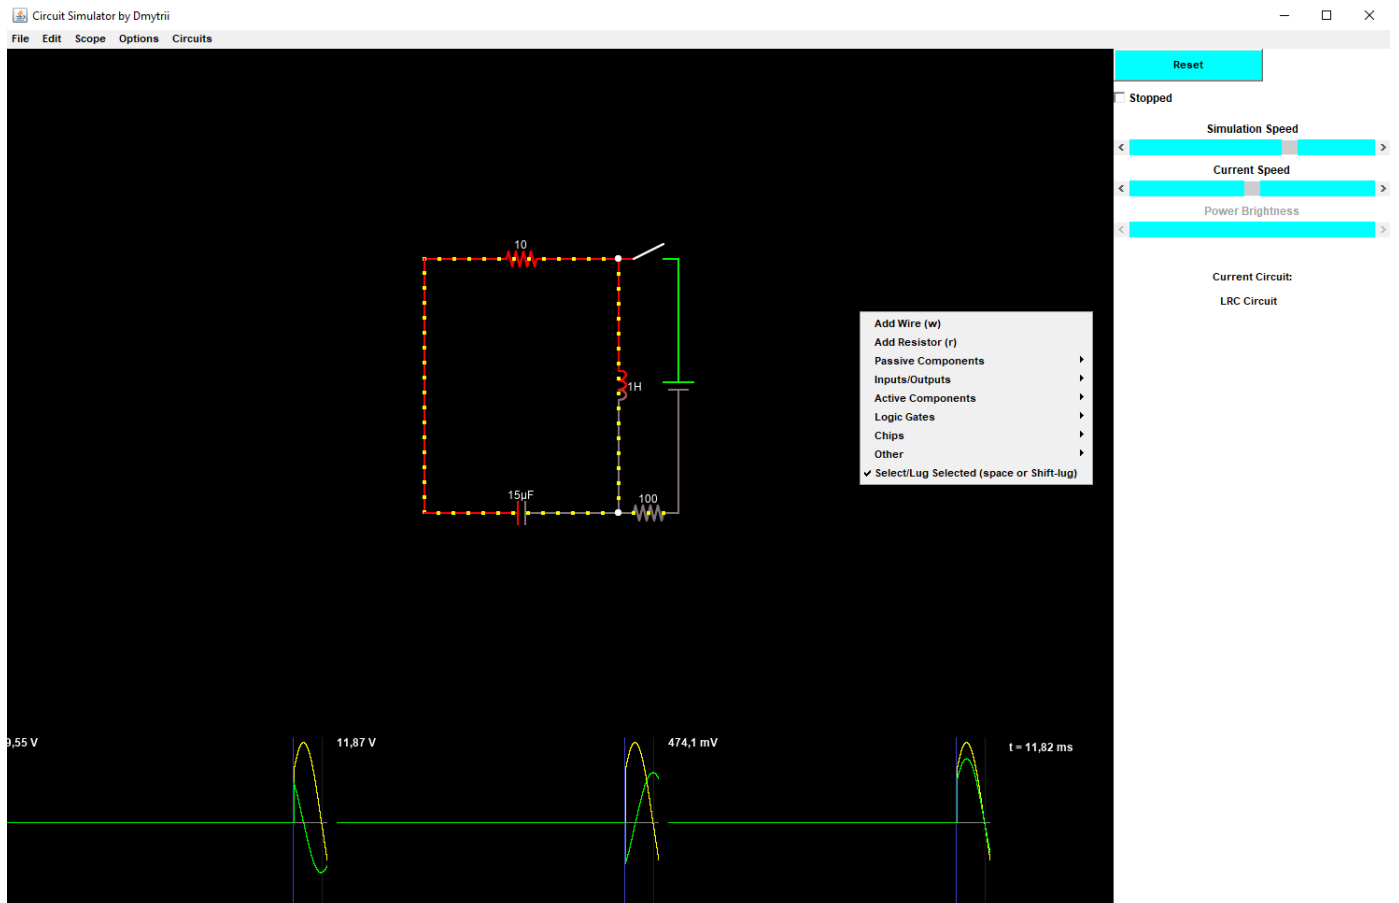 Circuit Simulator by Dmytrii
File Edit Scope Options Circuits
Reset
Stopped
Simulation Speed
Current Speed
Power Brightness
Current Circuit:
LRC Circuit
10
1H
15µF
100
Add Wire (w)
Add Resistor (r)
Passive Components
Inputs/Outputs
Active Components
Logic Gates
Chips
Other
Select/Lug Selected (space or Shift-lug)
9,55 V
11,87 V
474,1 mV
t = 11,82 ms